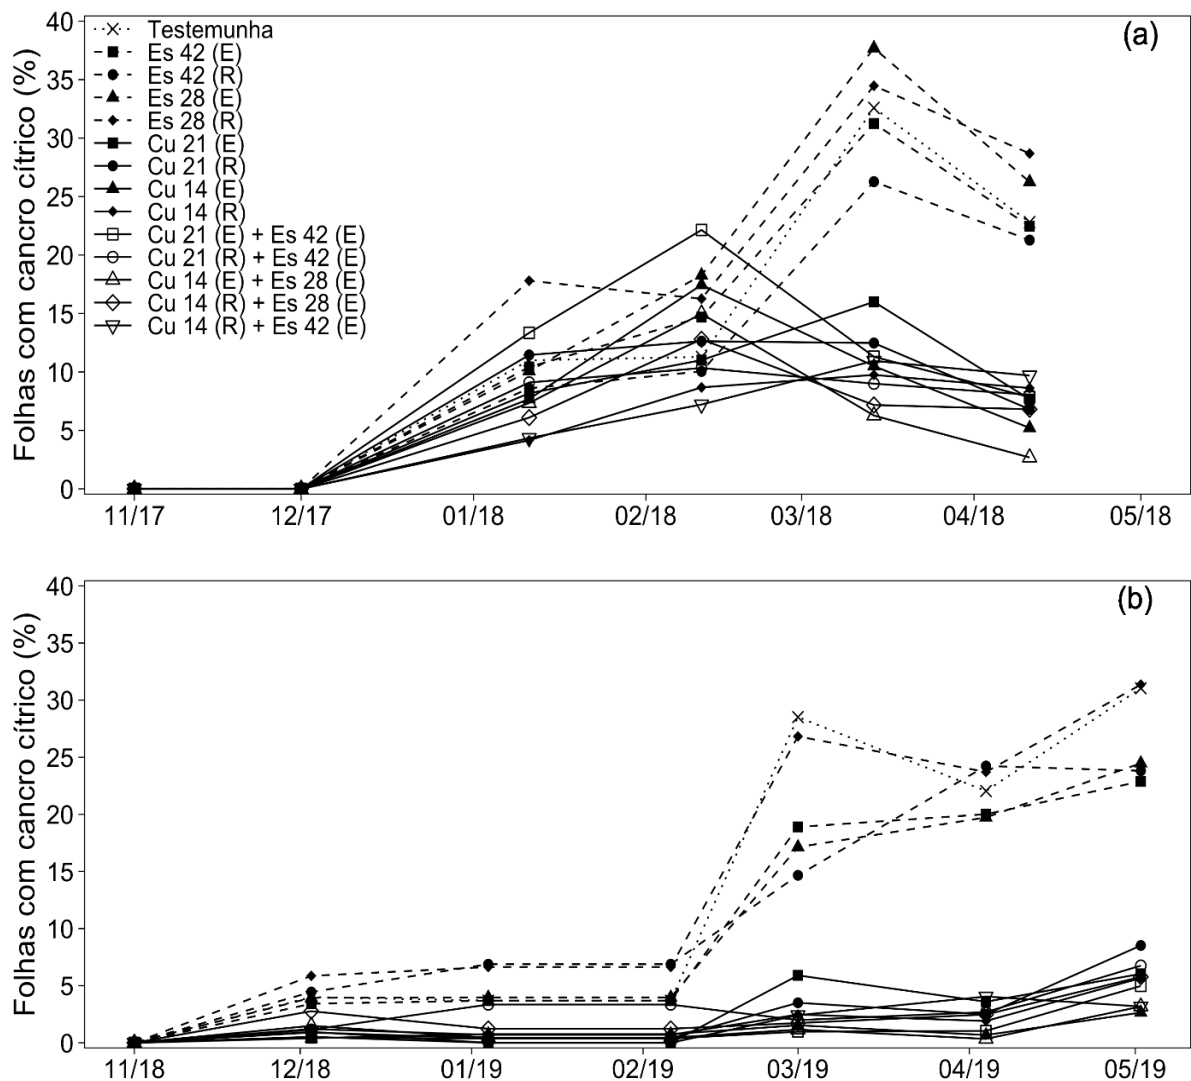 (a)
Folhas com cancro cítrico (%)
40
35
30
25
20
15
10
5
0
Testemunha
Es 42 (E)
Es 42 (R)
Es 28 (E)
Es 28 (R)
Cu 21 (E)
Cu 21 (R)
Cu 14 (E)
Cu 14 (R)
Cu 21 (E) + Es 42 (E)
Cu 21 (R) + Es 42 (E)
Cu 14 (E) + Es 28 (E)
Cu 14 (R) + Es 28 (E)
Cu 14 (R) + Es 42 (E)
11/17 12/17 01/18 02/18 03/18 04/18 05/18
(b)
Folhas com cancro cítrico (%)
40
35
30
25
20
15
10
5
0
11/18 12/18 01/19 02/19 03/19 04/19 05/19